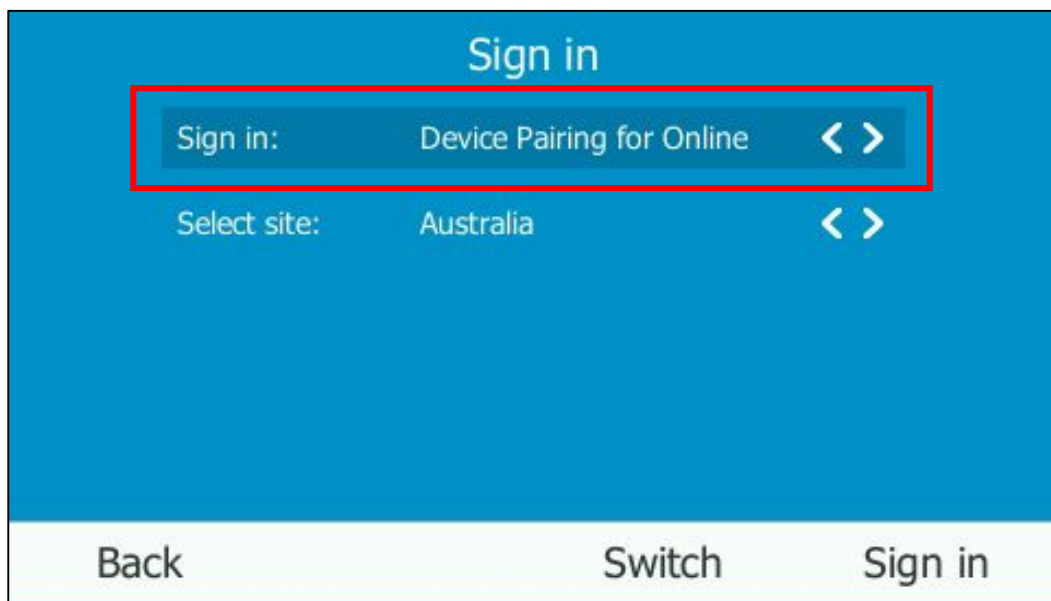 Sign in
Sign in: Device Pairing for Online
Select site: Australia
Back Switch Sign in